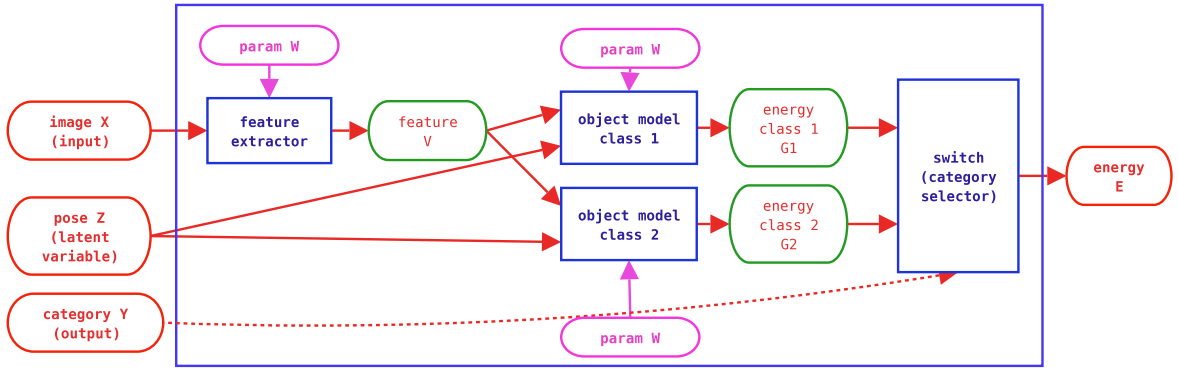 param W
image X
(input)
feature
extractor
feature
V
param W
object model
class 1
energy
class 1
G1
pose Z
(latent
variable)
object model
class 2
energy
class 2
G2
switch
(category
selector)
energy
E
category Y
(output)
param W